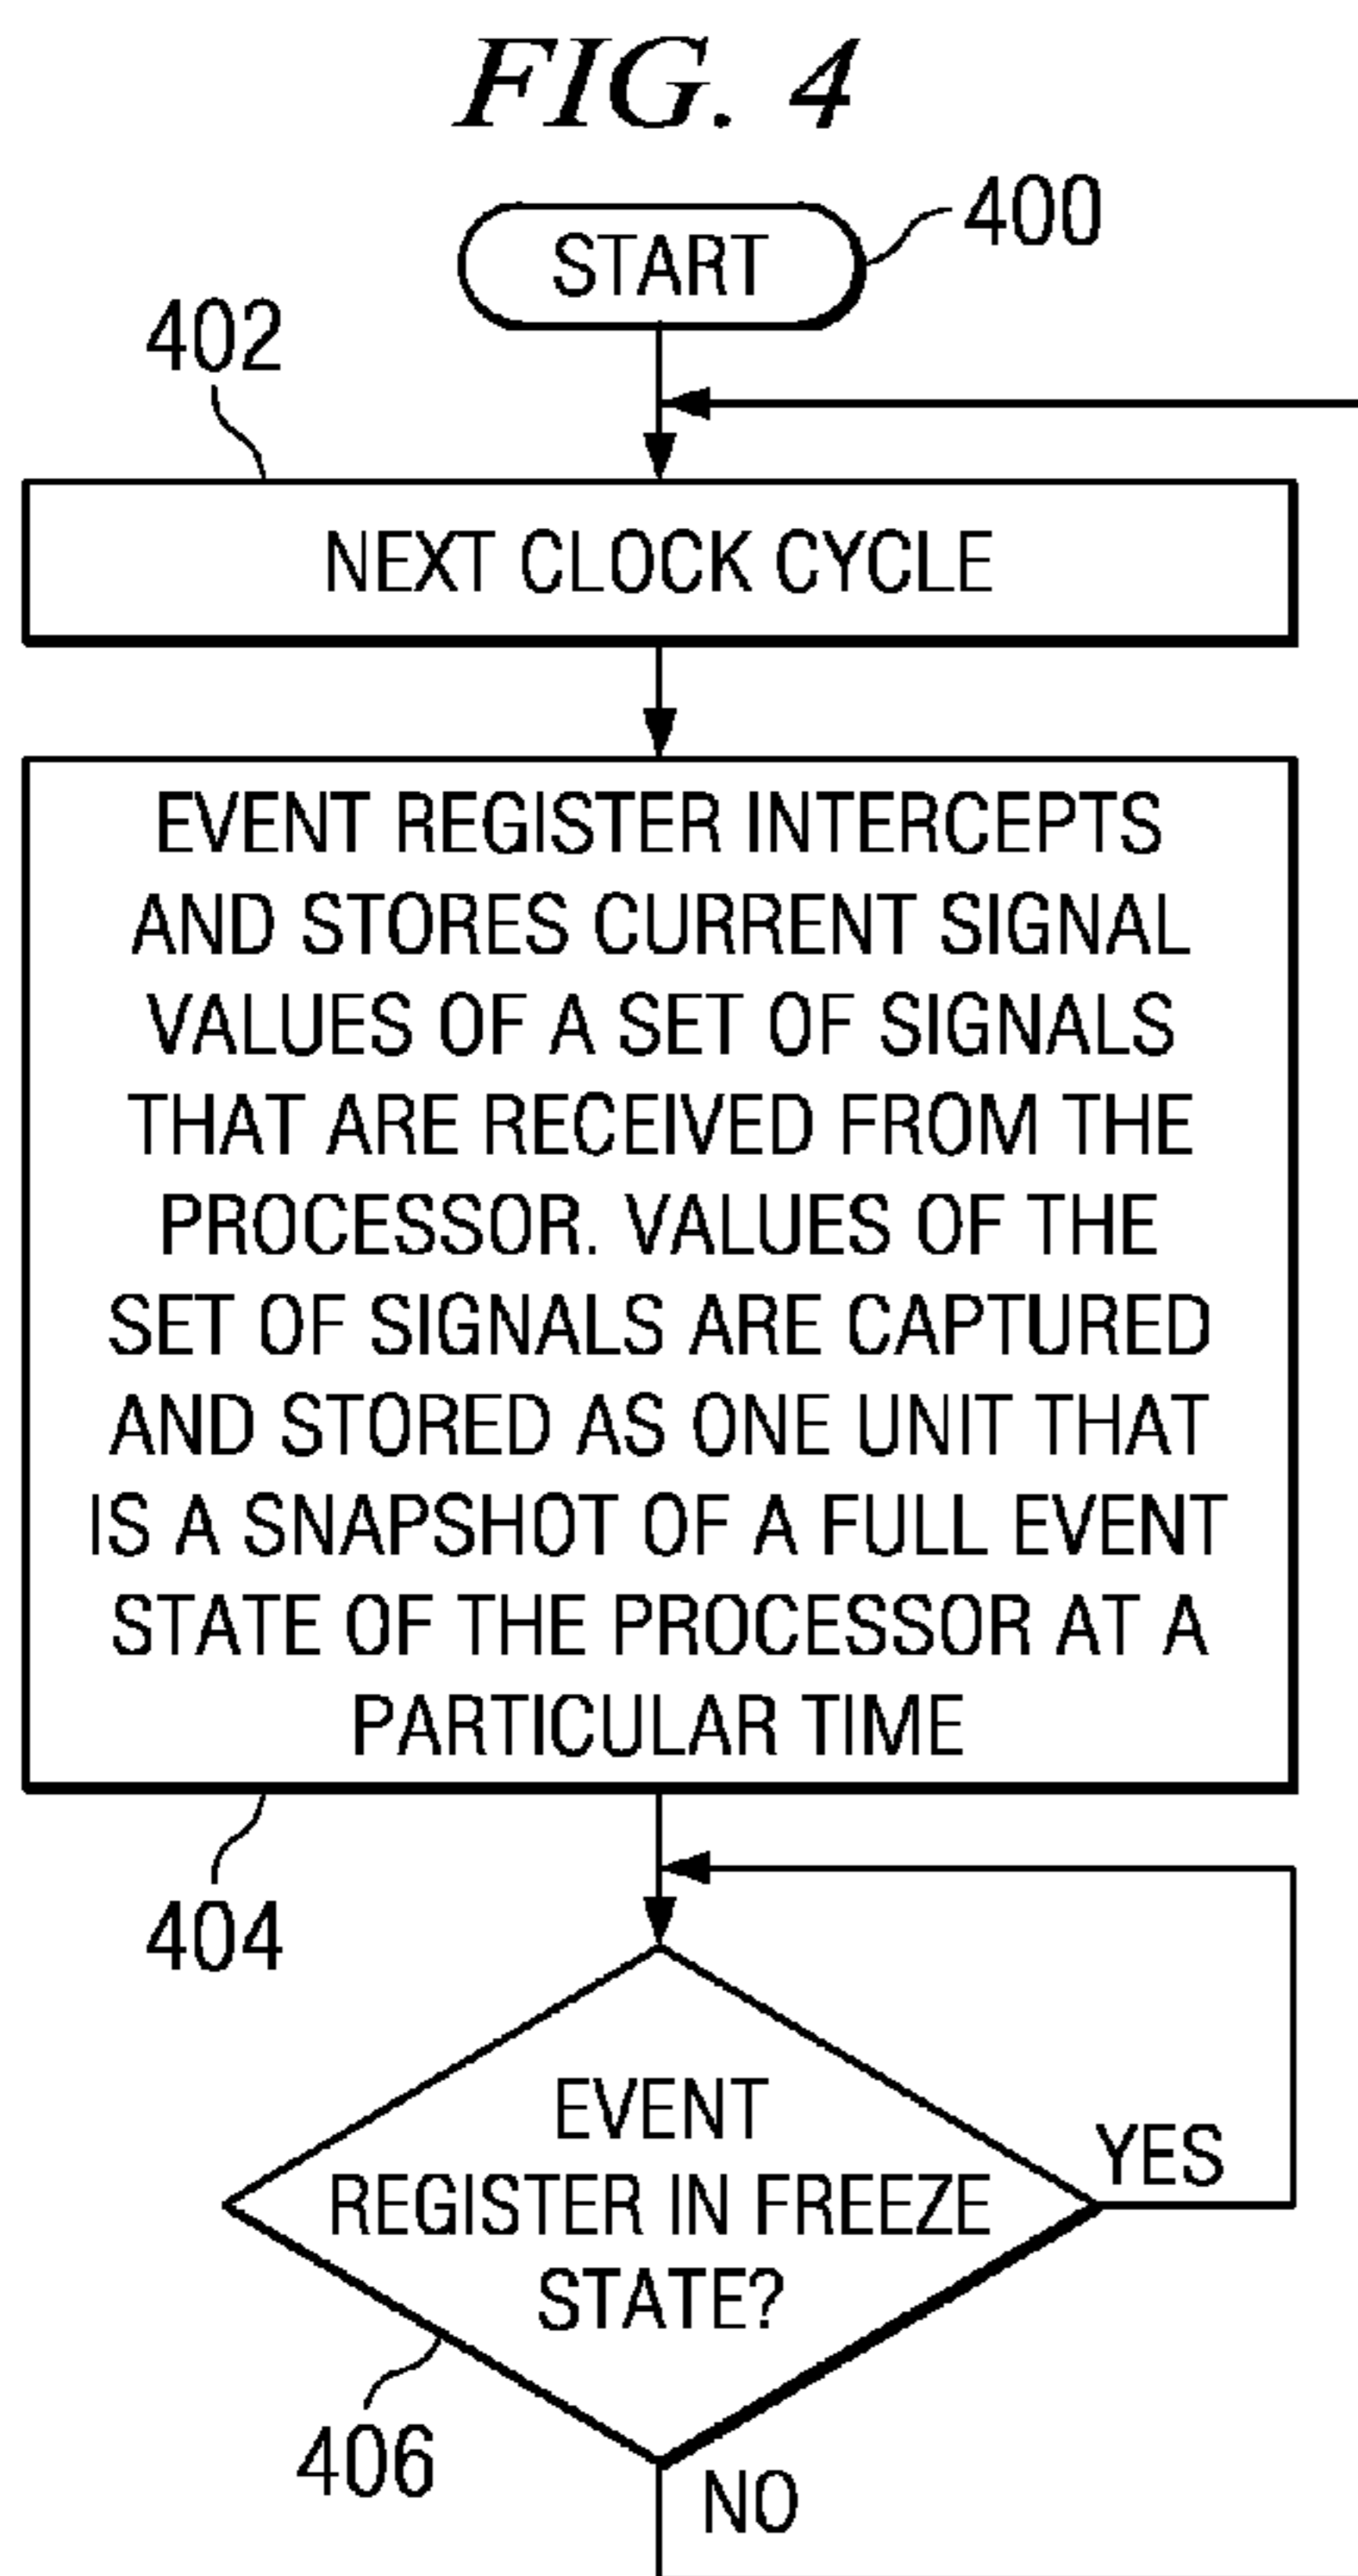 FIG. 4
START
400
402
NEXT CLOCK CYCLE
EVENT REGISTER INTERCEPTS
AND STORES CURRENT SIGNAL
VALUES OF A SET OF SIGNALS
THAT ARE RECEIVED FROM THE
PROCESSOR. VALUES OF THE
SET OF SIGNALS ARE CAPTURED
AND STORED AS ONE UNIT THAT
IS A SNAPSHOT OF A FULL EVENT
STATE OF THE PROCESSOR AT A
PARTICULAR TIME
404
EVENT
REGISTER IN FREEZE
STATE?
YES
406
NO